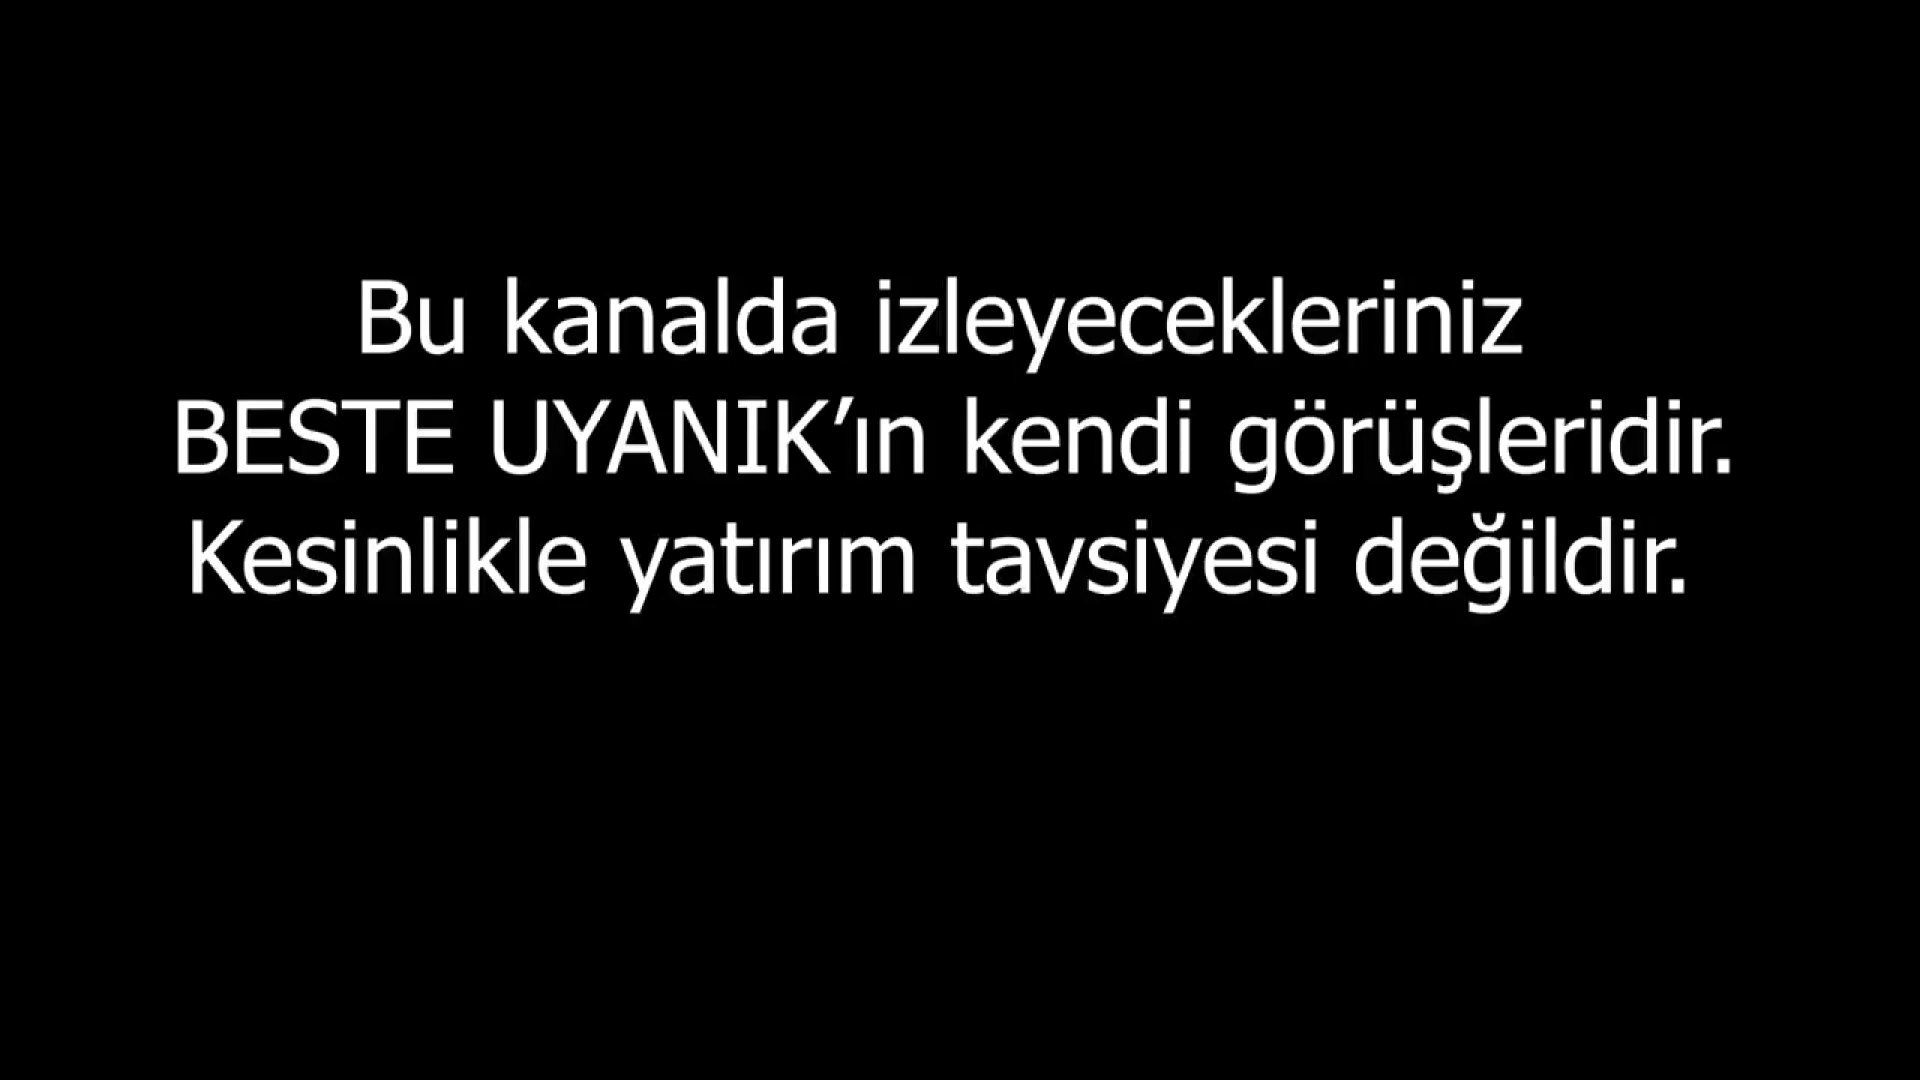 Bu kanalda izleyecekleriniz
BESTE UYANIK’ın kendi görüşleridir.
Kesinlikle yatırım tavsiyesi değildir.